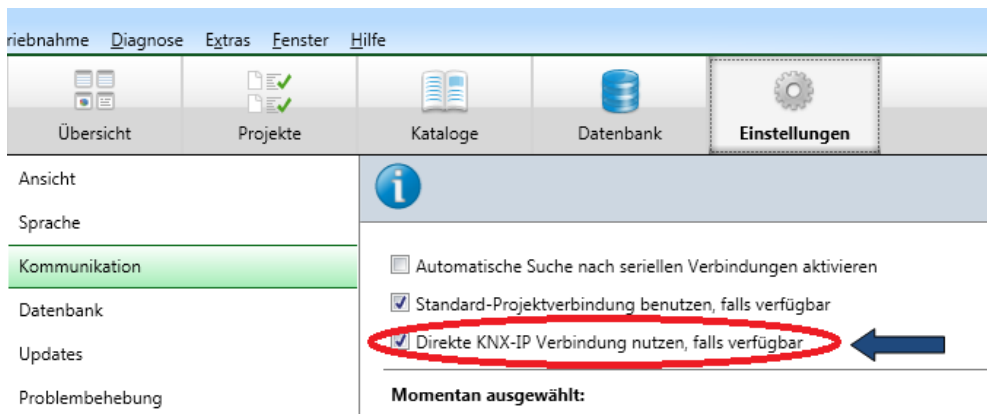 riebnahme Diagnose Extras Fenster Hilfe
Übersicht Projekte Kataloge Datenbank Einstellungen
Ansicht
Sprache
Kommunikation
Datenbank
Updates
Problembehebung
Automatische Suche nach seriellen Verbindungen aktivieren
Standard-Projektverbindung benutzen, falls verfügbar
Direkte KNX-IP Verbindung nutzen, falls verfügbar
Momentan ausgewählt: